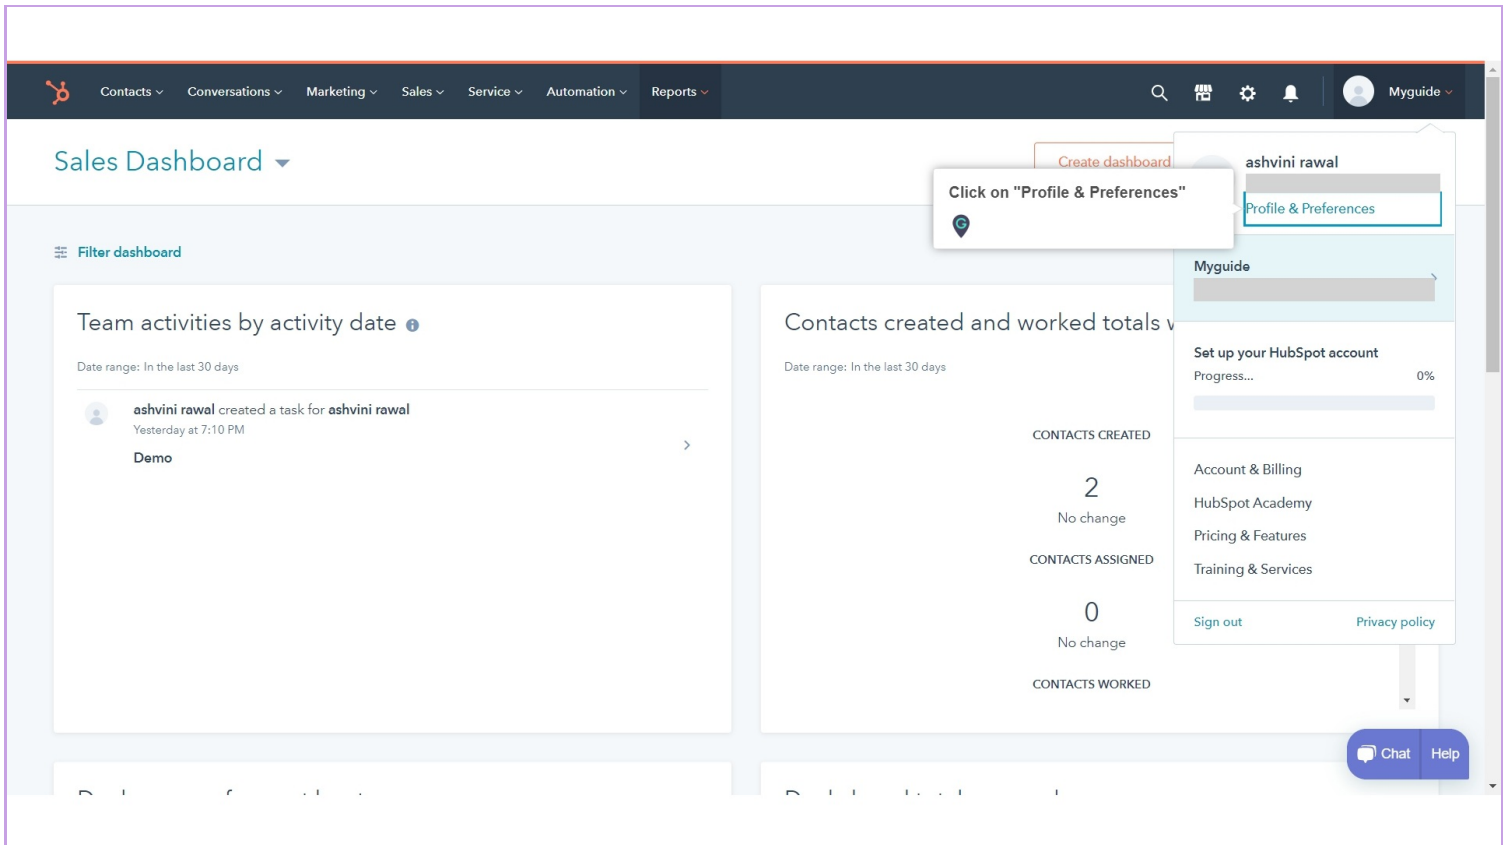 Contacts Conversations Marketing Sales Service Automation Reports Myguide
Sales Dashboard
Create dashboard
ashvini rawal
Click on "Profile & Preferences"
Profile & Preferences
Filter dashboard
Myguide
Team activities by activity date
Date range: In the last 30 days
ashvini rawal created a task for ashvini rawal
Yesterday at 7:10 PM
Demo
Contacts created and worked totals
Date range: In the last 30 days
CONTACTS CREATED
2
No change
CONTACTS ASSIGNED
0
No change
CONTACTS WORKED
Set up your HubSpot account
Progress... 0%
Account & Billing
HubSpot Academy
Pricing & Features
Training & Services
Sign out Privacy policy
Chat Help